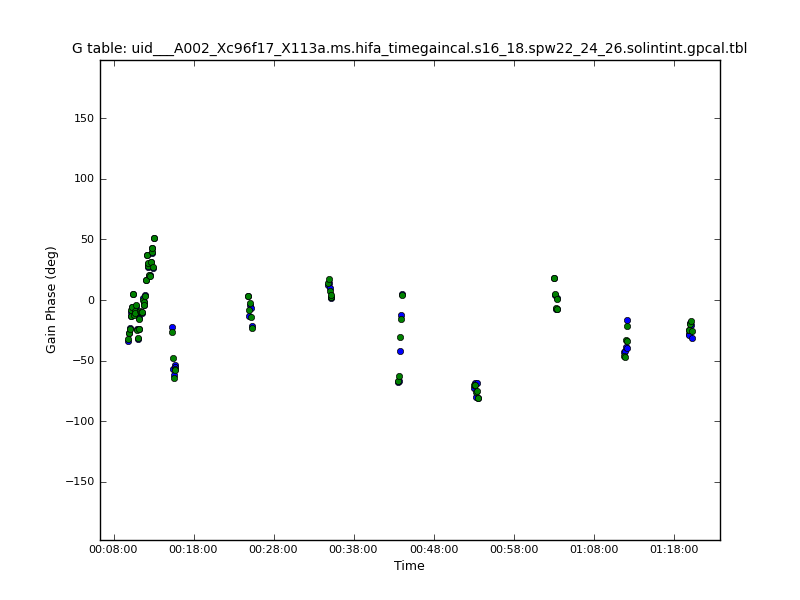 G table: uid___A002_Xc96f17_X113a.ms.hifa_timegaincal.s16_18.spw22_24_26.solintint.gpcal.tbl
Gain Phase (deg)
150
100
50
0
−50
−100
−150
00:08:00 00:18:00 00:28:00 00:38:00 00:48:00 00:58:00 01:08:00 01:18:00
Time